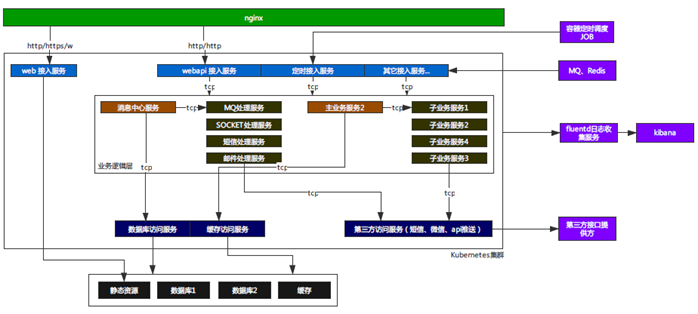 nginx
容器定时调度
JOB
http/https/w
http/http
web 接入服务
webapi 接入服务
定时接入服务
其它接入服务...
MQ、Redis
tcp
tcp
tcp
消息中心服务
tcp
MQ处理服务
主业务服务2
tcp
子业务服务1
SOCKET处理服务
子业务服务2
fluentd日志收
集服务
kibana
短信处理服务
子业务服务4
邮件处理服务
子业务服务3
业务逻辑层
tcp
tcp
tcp
tcp
数据库访问服务
缓存访问服务
第三方访问服务（短信、微信、api推送）
第三方接口提
供方
Kubernetes集群
静态资源
数据库1
数据库2
缓存